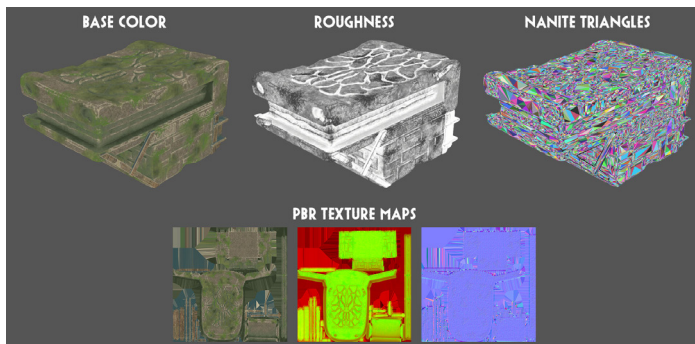 BASE COLOR
ROUGHNESS
NANITE TRIANGLES
PBR TEXTURE MAPS